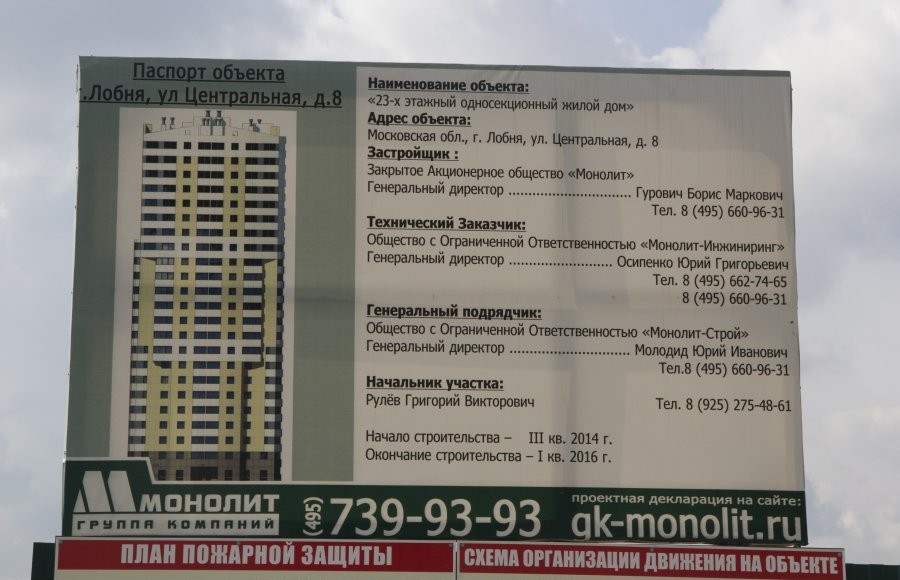 Паспорт объекта
.Лобня, ул Центральная, д.8
Наименование объекта:
«23-х этажный односекционный жилой дом»
Адрес объекта:
Московская обл., г. Лобня, ул. Центральная, д. 8
Застройщик :
Закрытое Акционерное общество «Монолит»
Генеральный директор .............................. Гурович Борис Маркович
Тел. 8 (495) 660-96-31
Технический Заказчик:
Общество с Ограниченной Ответственностью «Монолит-Инжиниринг»
Генеральный директор ......................... Осипенко Юрий Григорьевич
Тел. 8 (495) 662-74-65
8 (495) 660-96-31
Генеральный подрядчик:
Общество с Ограниченной Ответственностью «Монолит-Строй»
Генеральный директор ............................. Молодид Юрий Иванович
Тел.8 (495) 660-96-31
Начальник участка:
Рулёв Григорий Викторович Тел. 8 (925) 275-48-61
Начало строительства – III кв. 2014 г.
Окончание строительства – I кв. 2016 г.
МОНОЛИТ
ГРУППА КОМПАНИЙ
(495) 739-93-93
проектная декларация на сайте:
gk-monolit.ru
ПЛАН ПОЖАРНОЙ ЗАЩИТЫ
СХЕМА ОРГАНИЗАЦИИ ДВИЖЕНИЯ НА ОБЪЕКТЕ